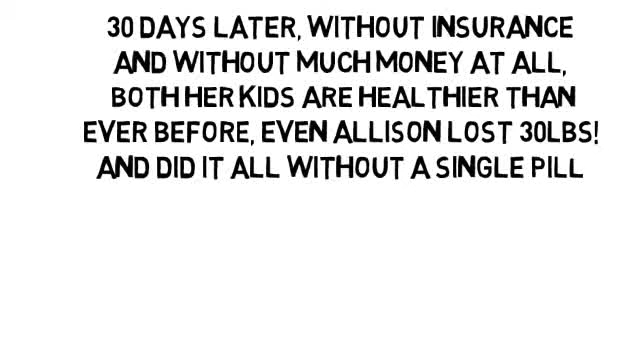 30 DAYS LATER, WITHOUT INSURANCE
AND WITHOUT MUCH MONEY AT ALL,
BOTH HER KIDS ARE HEALTHIER THAN
EVER BEFORE, EVEN ALLISON LOST 30LBS!
AND DID IT ALL WITHOUT A SINGLE PILL